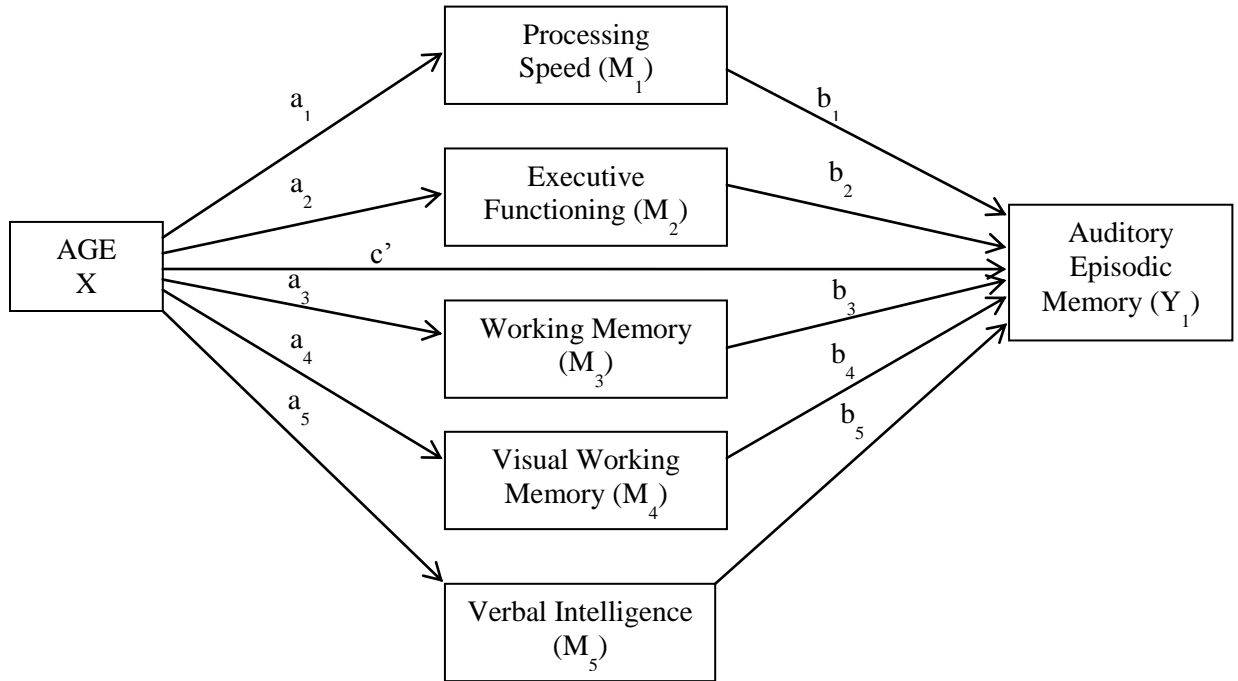 Processing
Speed (M₁)
a₁
b₁
Executive
Functioning (M₂)
a₂
b₂
AGE
X
c’
Auditory
Episodic
Memory (Y₁)
a₃
b₃
Working Memory
(M₃)
a₄
b₄
a₅
b₅
Visual Working
Memory (M₄)
Verbal Intelligence
(M₅)